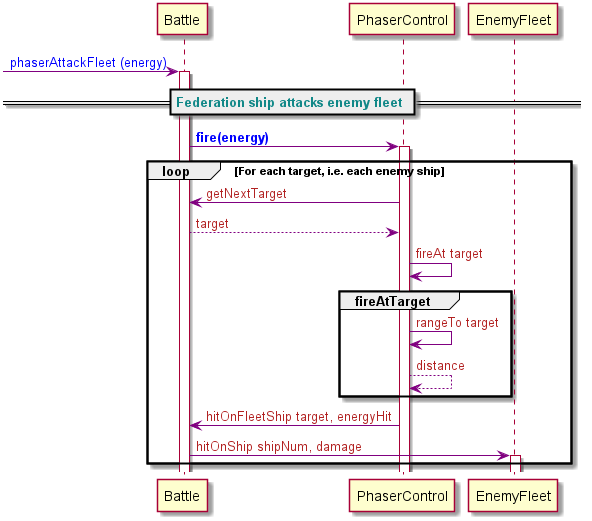 Battle
PhaserControl
EnemyFleet
phaserAttackFleet (energy)
Federation ship attacks enemy fleet
fire(energy)
loop [For each target, i.e. each enemy ship]
getNextTarget
target
fireAt target
fireAtTarget
rangeTo target
distance
hitOnFleetShip target, energyHit
hitOnShip shipNum, damage
Battle
PhaserControl
EnemyFleet